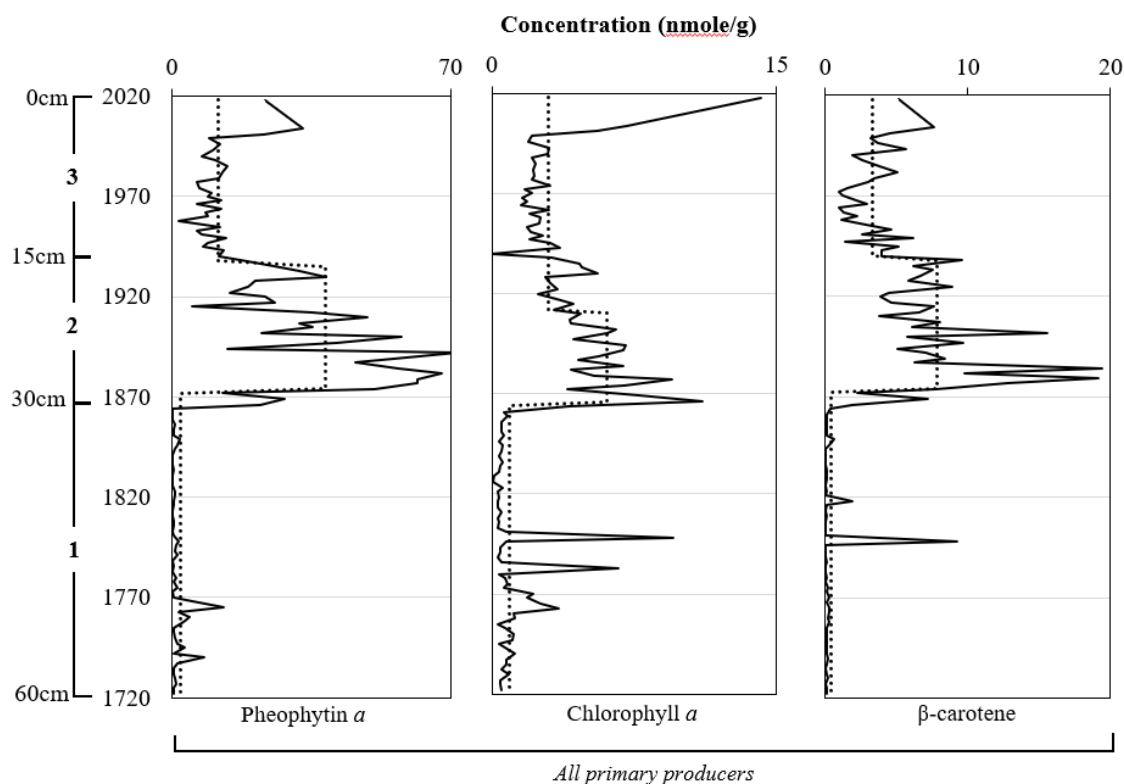 Concentration (nmole/g)
0 70 0 15 0 10 20
0cm 2020
3 1970
15cm
1920
2
30cm 1870
1820
1
1770
60cm 1720
Pheophytin a Chlorophyll a β-carotene
All primary producers